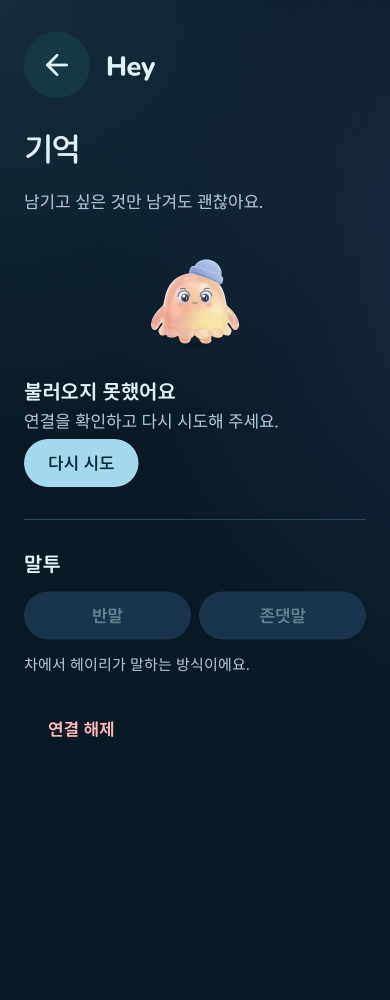 Hey
기억
남기고 싶은 것만 남겨도 괜찮아요.
불러오지 못했어요
연결을 확인하고 다시 시도해 주세요.
다시 시도
말투
반말 존댓말
차에서 헤이리가 말하는 방식이에요.
연결 해제